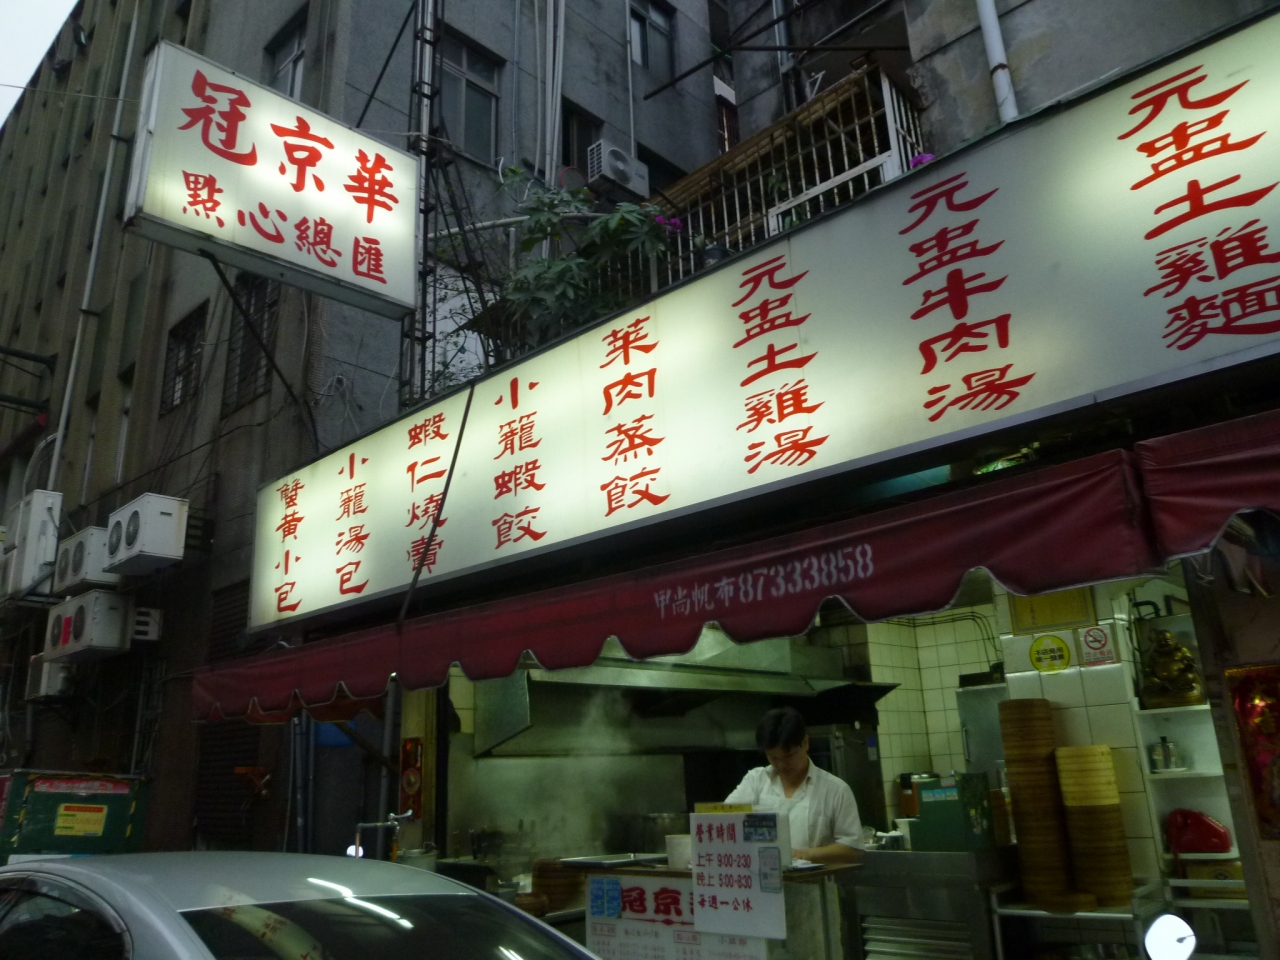 冠京華
點心總匯
蟹黃小包
小籠湯包
蝦仁燒賣
小籠蝦餃
菜肉蒸餃
元盅土雞湯
元盅牛肉湯
元盅土雞麵
甲尚帆布 87333858
營業時間
上午 9:00-2:30
晚上 5:00-8:30
每週一公休
冠京